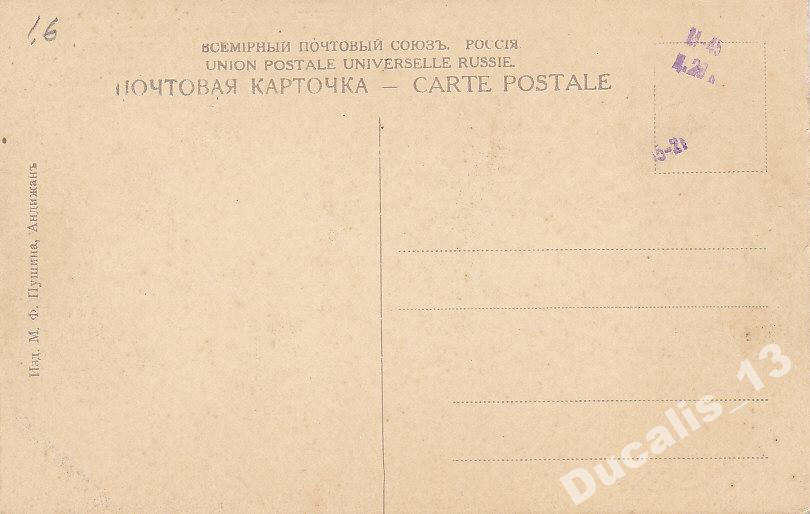 16
ВСЕМІРНЫЙ ПОЧТОВЫЙ СОЮЗЪ. РОССІЯ.
UNION POSTALE UNIVERSELLE RUSSIE.
ПОЧТОВАЯ КАРТОЧКА — CARTE POSTALE
Изд. М. Ф. Пушина, Андижанъ
Ducalis_13